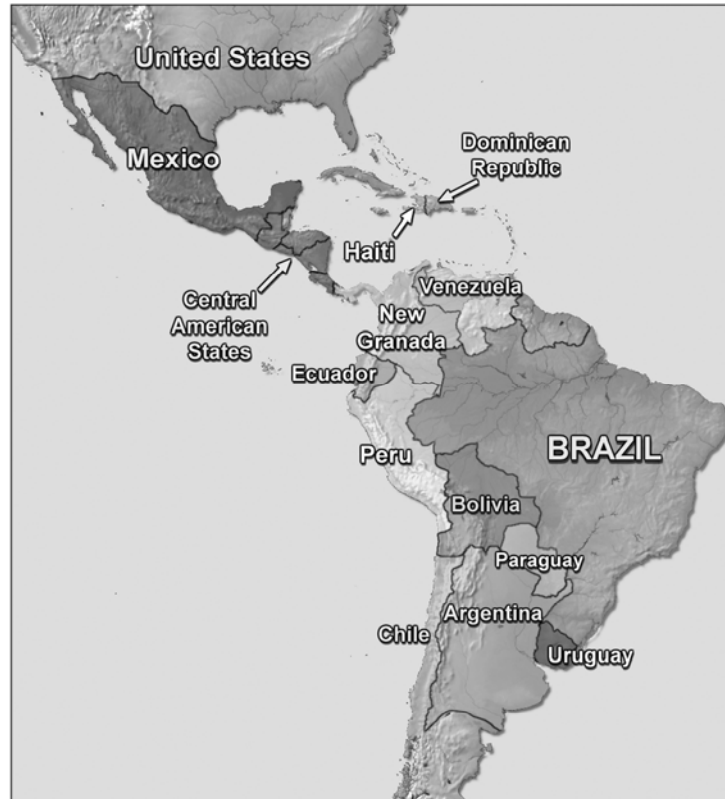 United States
Mexico
Dominican
Republic
Haiti
Central
American
States
Venezuela
New
Granada
Ecuador
Peru
BRAZIL
Bolivia
Paraguay
Argentina
Chile
Uruguay